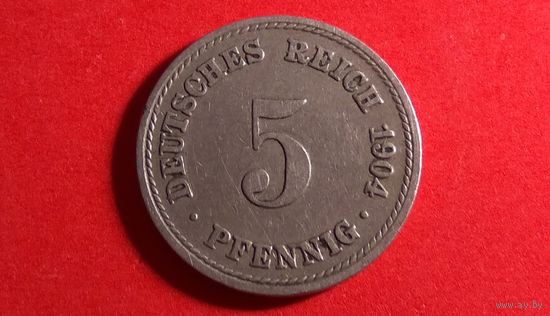 DEUTSCHES REICH 1904
5
· PFENNIG ·
www.ay.by